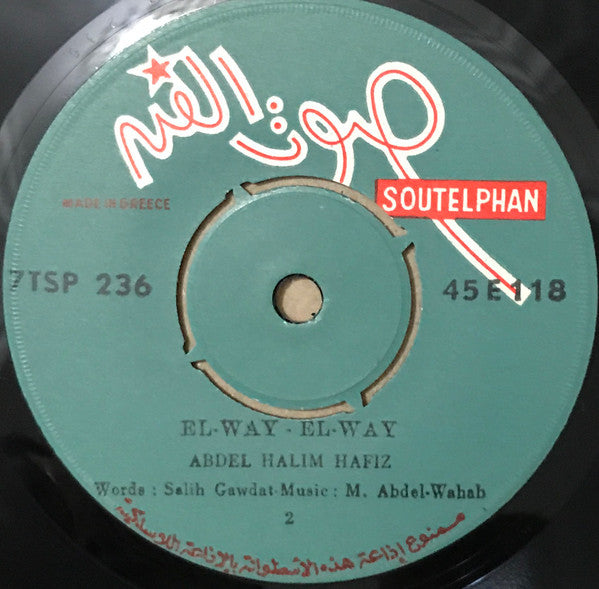 صوت الفن
SOUTELPHAN
MADE IN GREECE
7TSP 236
45 E 118
EL-WAY - EL-WAY
ABDEL HALIM HAFIZ
Words : Salih Gawdat-Music : M. Abdel-Wahab
2
ممنوع إذاعة هذه الاسطوانة بالإذاعة اللاسلكية